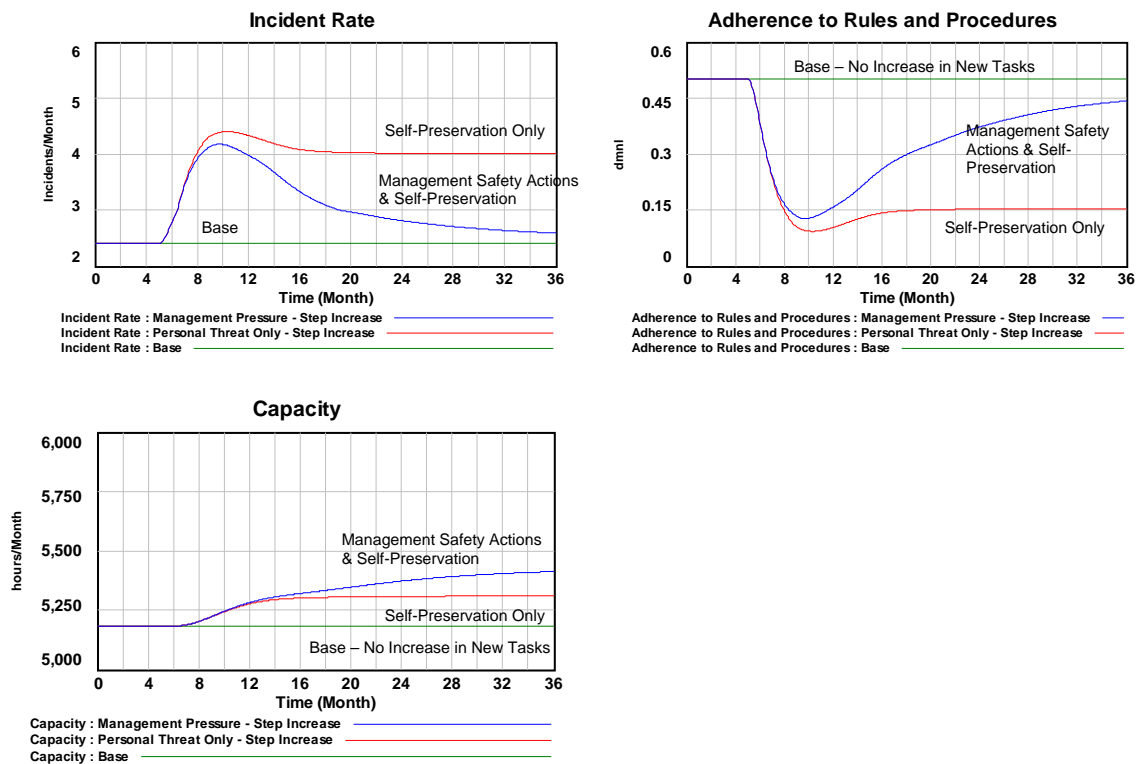 Incident Rate
6
5
4
3
2
Incidents/Month
Self-Preservation Only
Management Safety Actions
& Self-Preservation
Base
0 4 8 12 16 20 24 28 32 36
Time (Month)
Incident Rate : Management Pressure - Step Increase
Incident Rate : Personal Threat Only - Step Increase
Incident Rate : Base
Adherence to Rules and Procedures
0.6
0.45
0.3
0.15
0
dmnl
Base – No Increase in New Tasks
Management Safety
Actions & Self-
Preservation
Self-Preservation Only
0 4 8 12 16 20 24 28 32 36
Time (Month)
Adherence to Rules and Procedures : Management Pressure - Step Increase
Adherence to Rules and Procedures : Personal Threat Only - Step Increase
Adherence to Rules and Procedures : Base
Capacity
6,000
5,750
5,500
5,250
5,000
hours/Month
Management Safety Actions
& Self-Preservation
Self-Preservation Only
Base – No Increase in New Tasks
0 4 8 12 16 20 24 28 32 36
Time (Month)
Capacity : Management Pressure - Step Increase
Capacity : Personal Threat Only - Step Increase
Capacity : Base